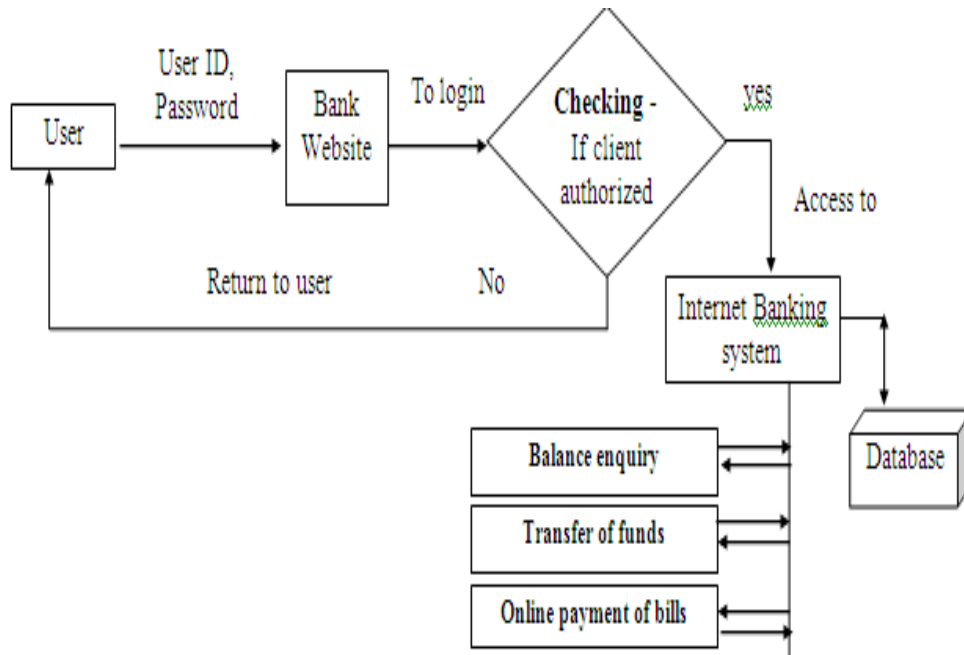 User ID,
Password
User
Bank
Website
To login
Checking -
If client
authorized
yes
Access to
Return to user
No
Internet Banking
system
Database
Balance enquiry
Transfer of funds
Online payment of bills